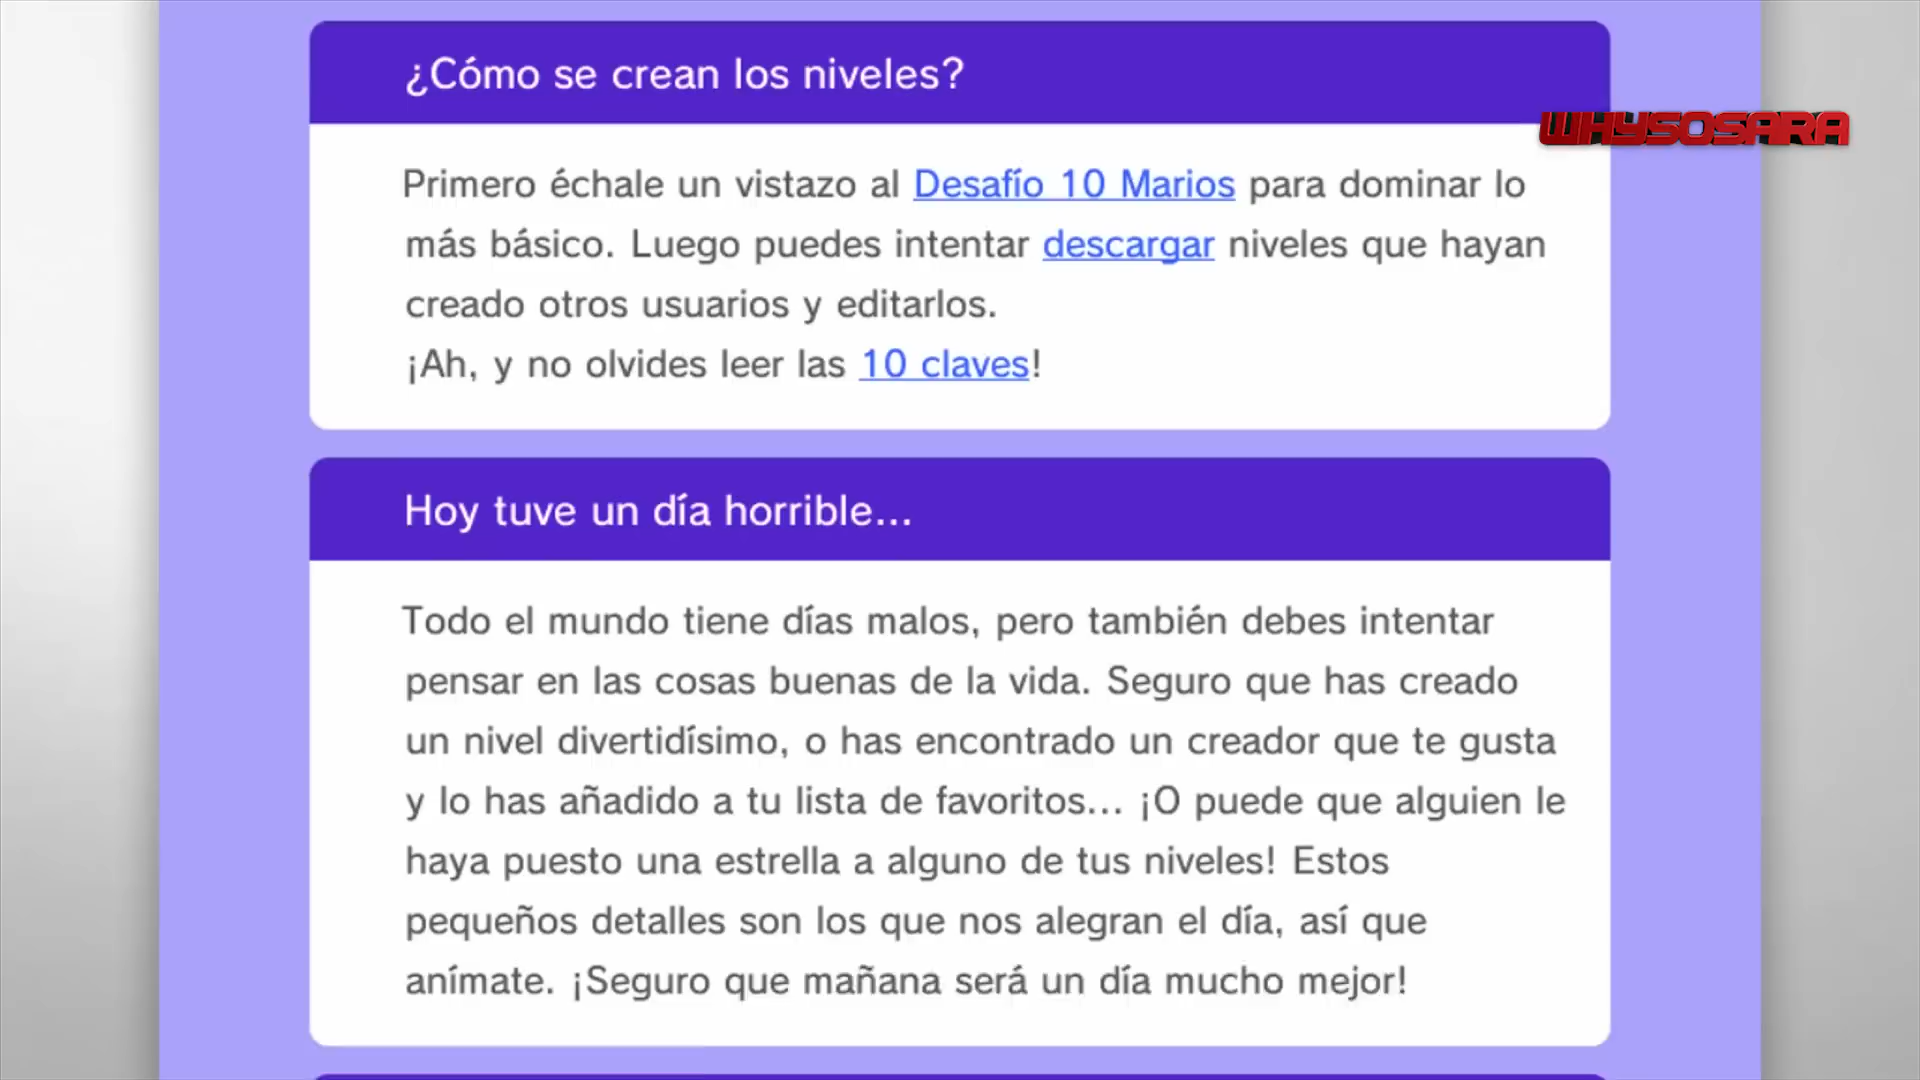 ¿Cómo se crean los niveles?
WHYSOSARA
Primero échale un vistazo al Desafío 10 Marios para dominar lo
más básico. Luego puedes intentar descargar niveles que hayan
creado otros usuarios y editarlos.
¡Ah, y no olvides leer las 10 claves!
Hoy tuve un día horrible...
Todo el mundo tiene días malos, pero también debes intentar
pensar en las cosas buenas de la vida. Seguro que has creado
un nivel divertidísimo, o has encontrado un creador que te gusta
y lo has añadido a tu lista de favoritos... ¡O puede que alguien le
haya puesto una estrella a alguno de tus niveles! Estos
pequeños detalles son los que nos alegran el día, así que
anímate. ¡Seguro que mañana será un día mucho mejor!